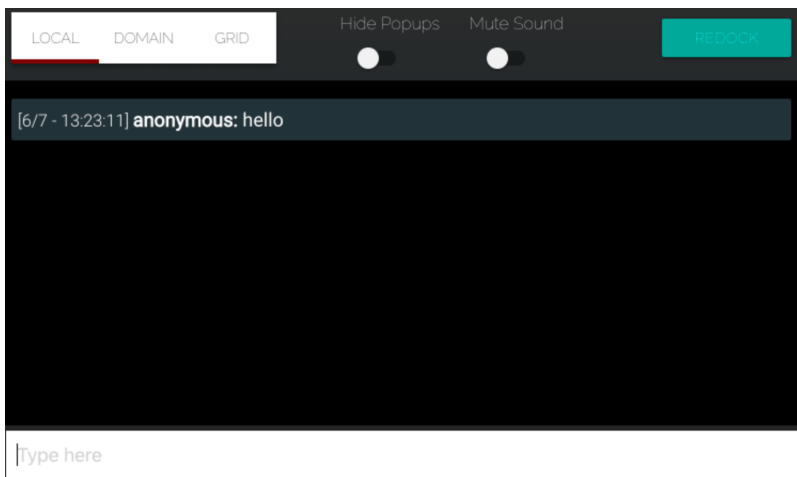 LOCAL DOMAIN GRID Hide Popups Mute Sound REDOCK
[6/7 - 13:23:11] anonymous: hello
Type here